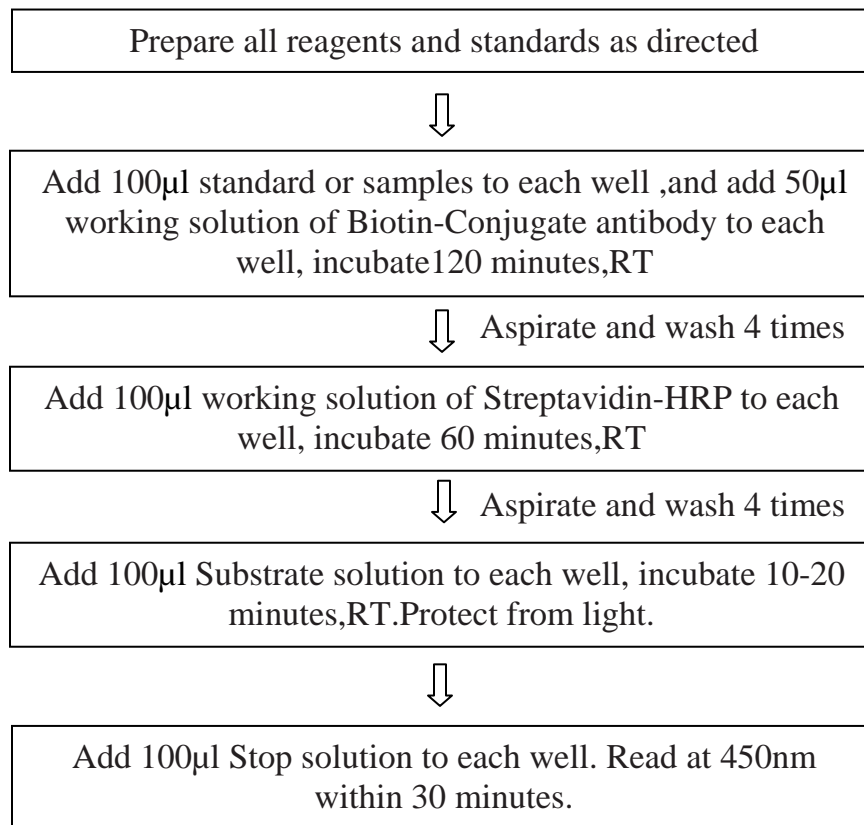 Prepare all reagents and standards as directed
Add 100μl standard or samples to each well ,and add 50μl
working solution of Biotin-Conjugate antibody to each
well, incubate120 minutes,RT
Aspirate and wash 4 times
Add 100μl working solution of Streptavidin-HRP to each
well, incubate 60 minutes,RT
Aspirate and wash 4 times
Add 100μl Substrate solution to each well, incubate 10-20
minutes,RT.Protect from light.
Add 100μl Stop solution to each well. Read at 450nm
within 30 minutes.